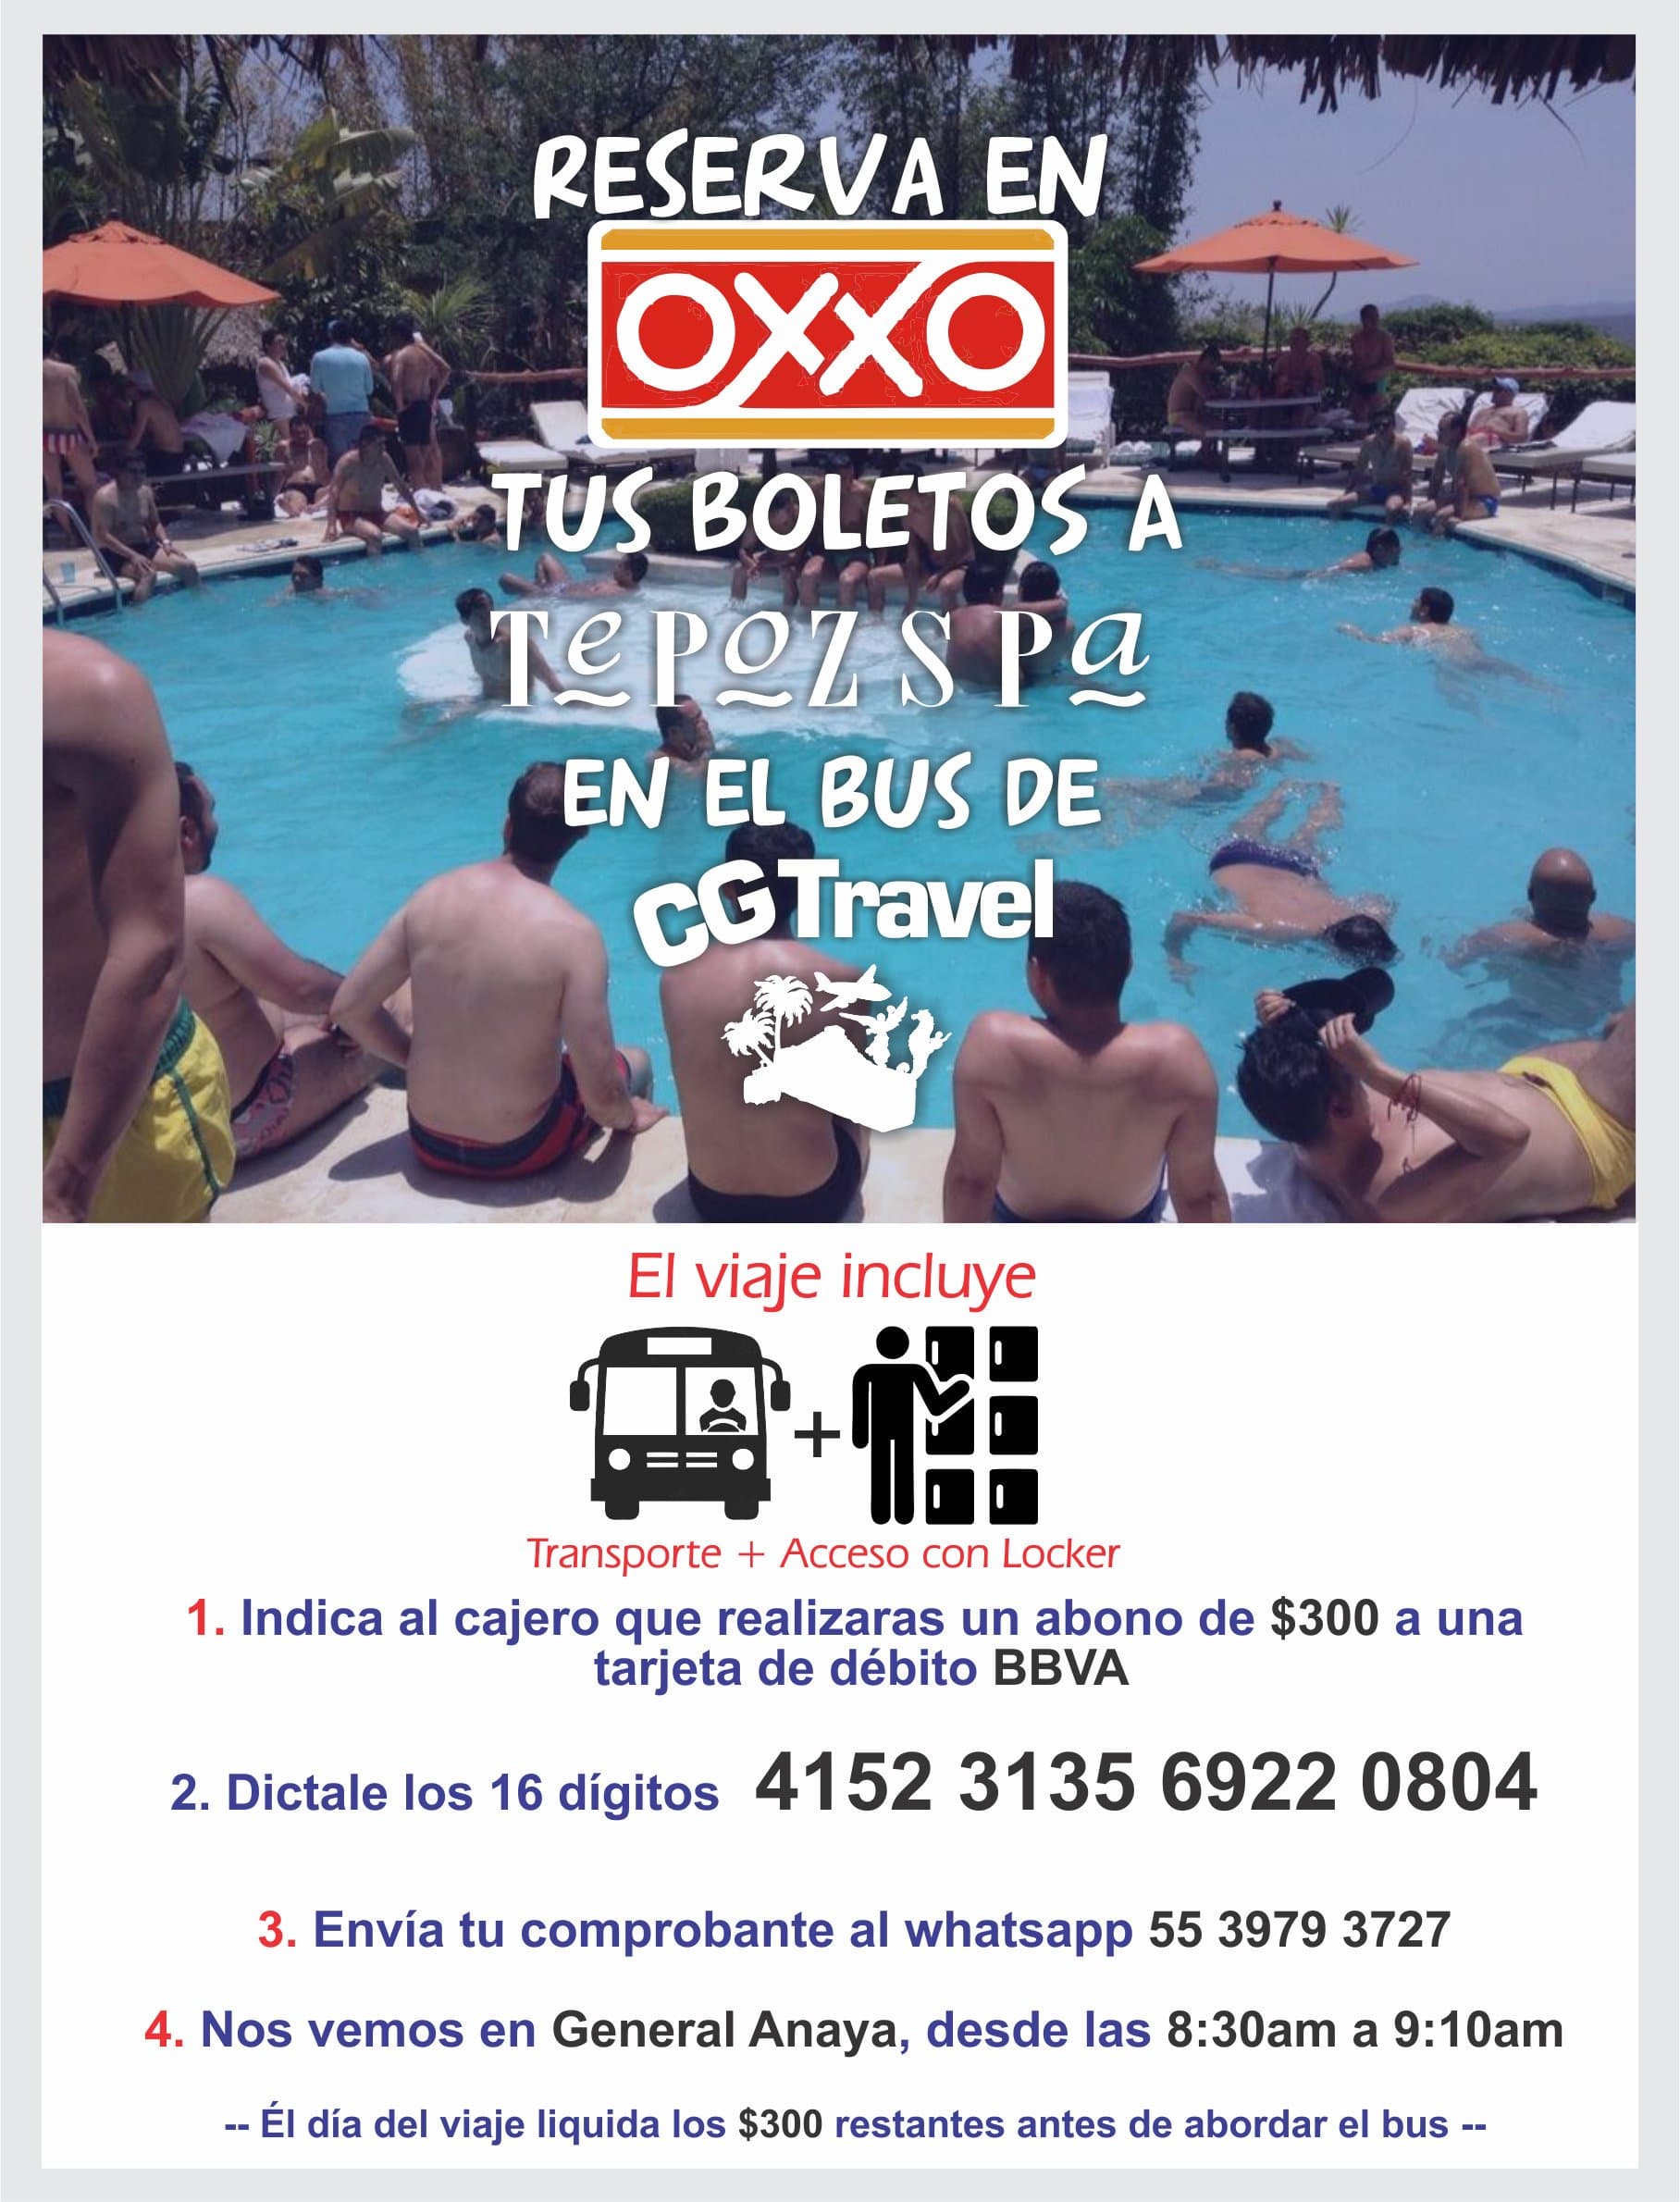 RESERVA EN
OXXO
TUS BOLETOS A
TePoZ SPa
EN EL BUS DE
CGTravel
El viaje incluye
+
Transporte + Acceso con Locker
1. Indica al cajero que realizaras un abono de $300 a una
tarjeta de débito BBVA
2. Dictale los 16 dígitos 4152 3135 6922 0804
3. Envía tu comprobante al whatsapp 55 3979 3727
4. Nos vemos en General Anaya, desde las 8:30am a 9:10am
-- Él día del viaje liquida los $300 restantes antes de abordar el bus --